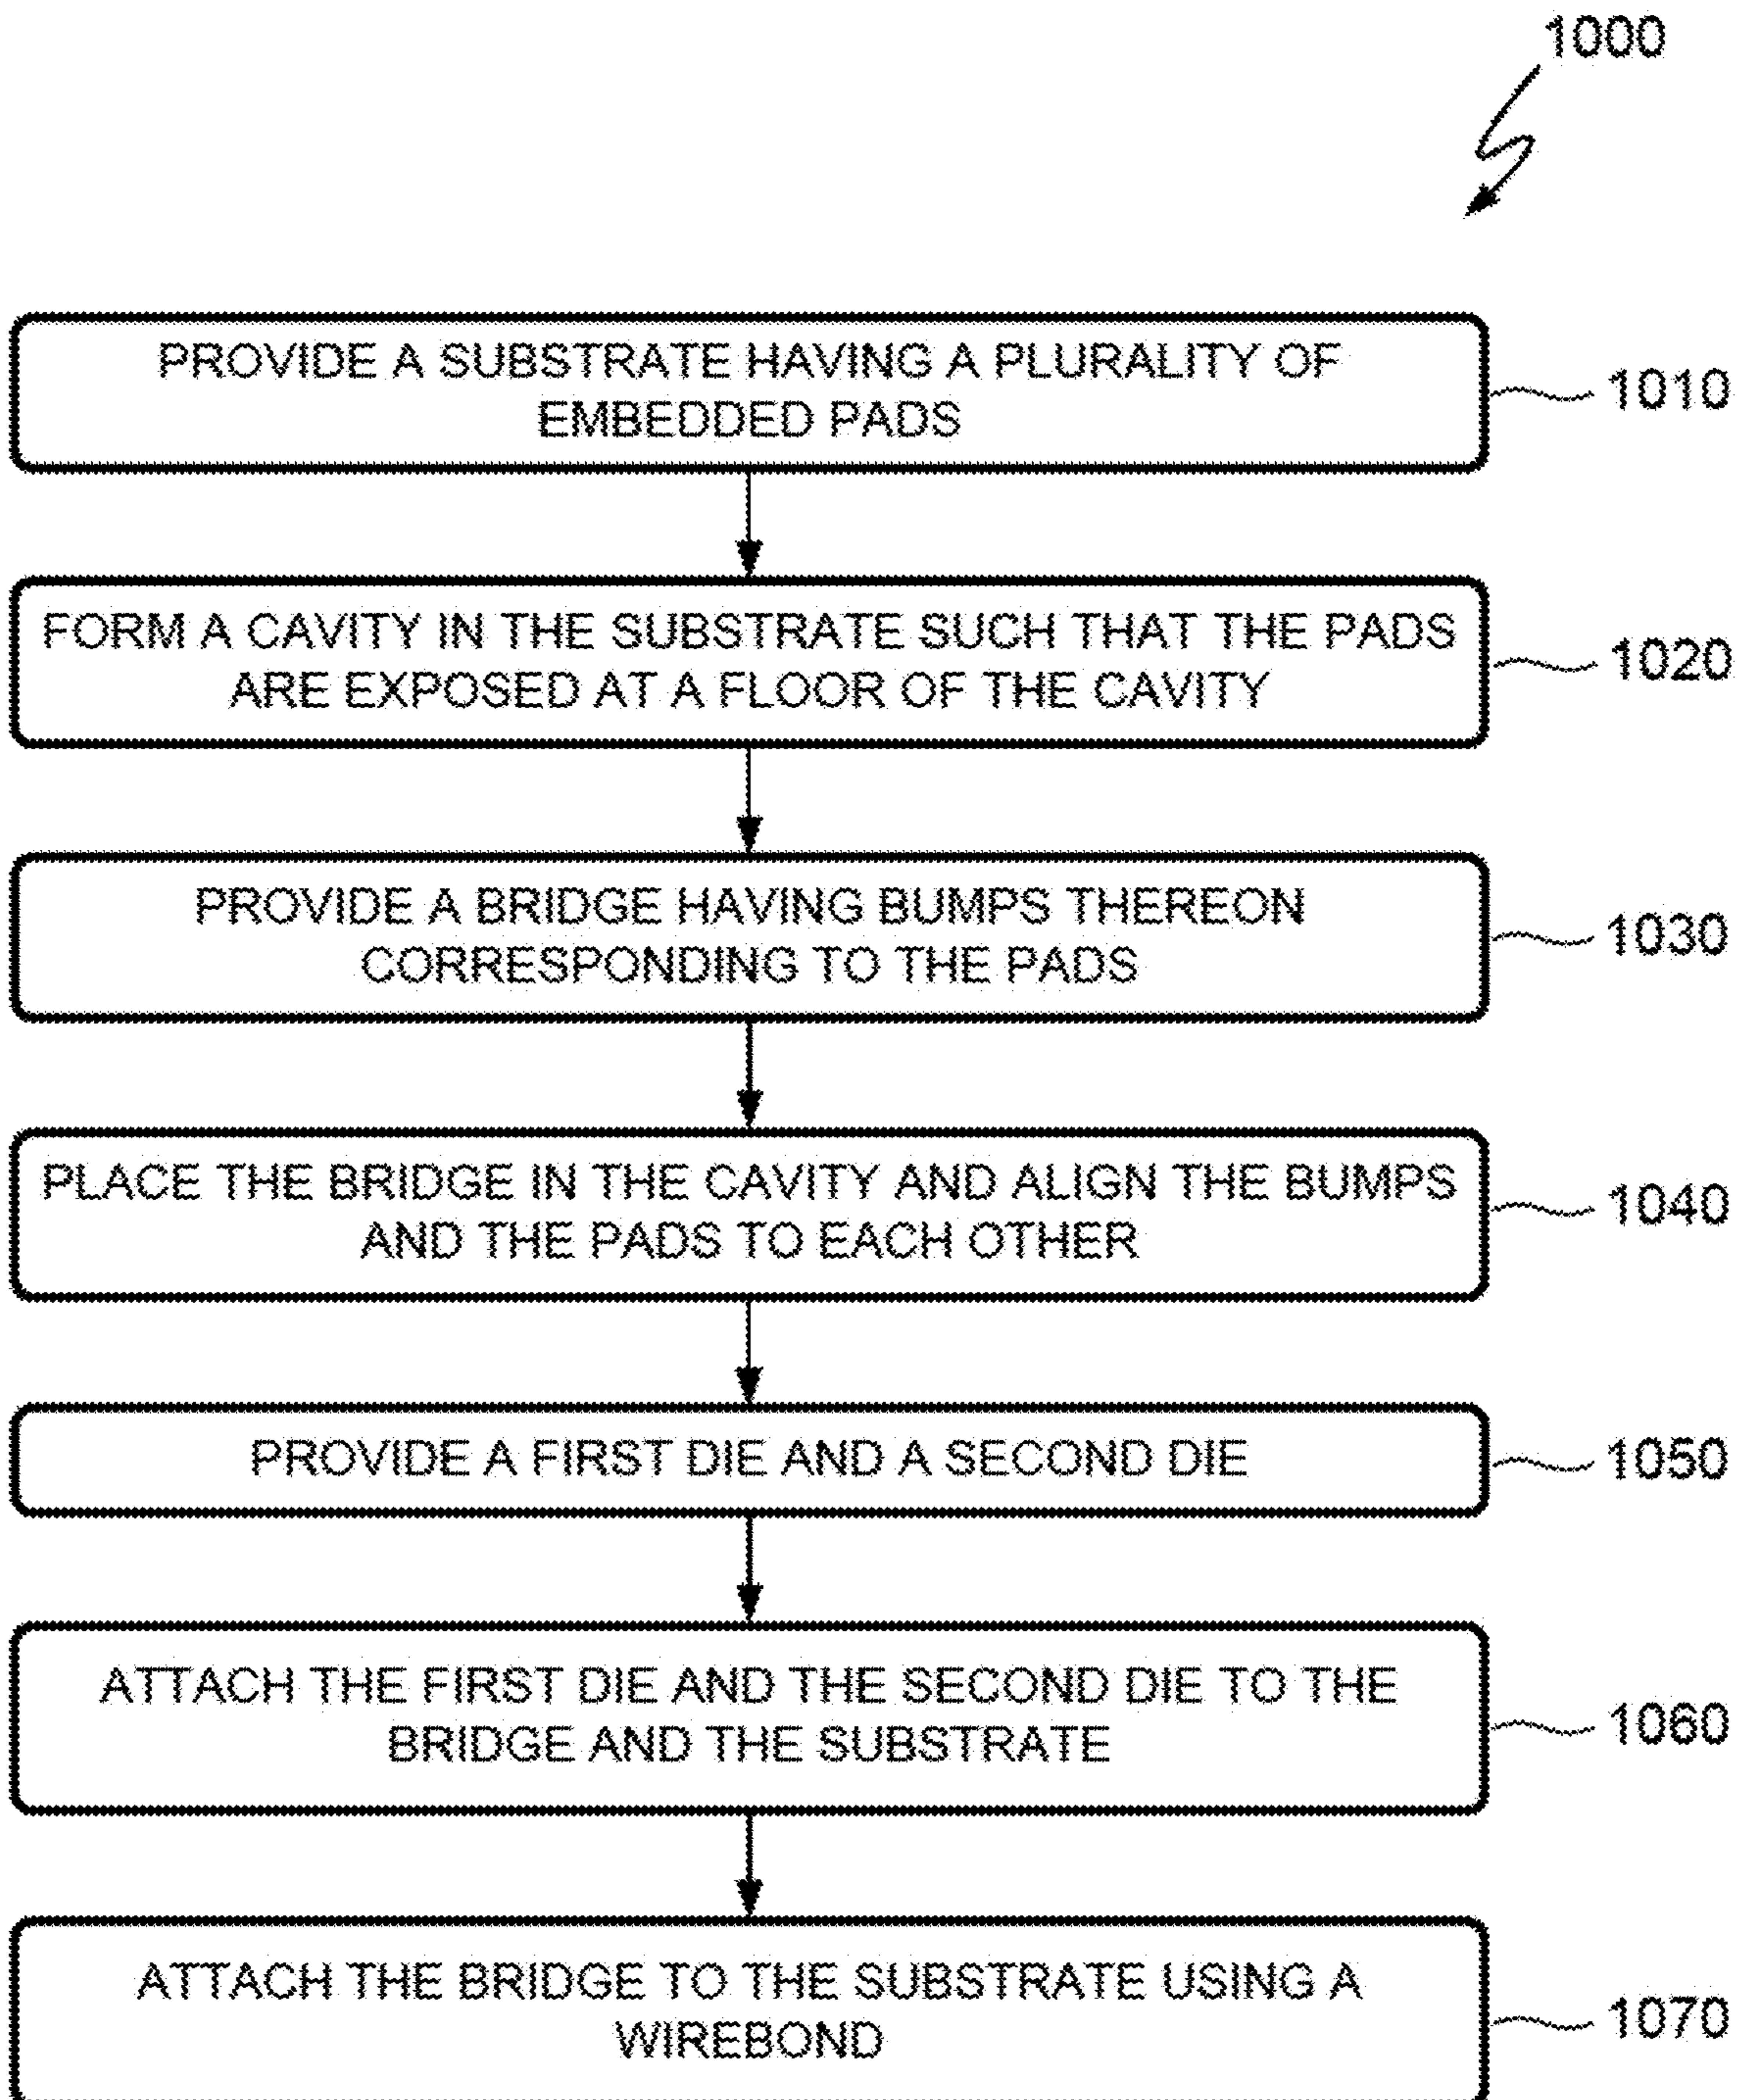 1000
PROVIDE A SUBSTRATE HAVING A PLURALITY OF
EMBEDDED PADS
1010
FORM A CAVITY IN THE SUBSTRATE SUCH THAT THE PADS
ARE EXPOSED AT A FLOOR OF THE CAVITY
1020
PROVIDE A BRIDGE HAVING BUMPS THEREON
CORRESPONDING TO THE PADS
1030
PLACE THE BRIDGE IN THE CAVITY AND ALIGN THE BUMPS
AND THE PADS TO EACH OTHER
1040
PROVIDE A FIRST DIE AND A SECOND DIE
1050
ATTACH THE FIRST DIE AND THE SECOND DIE TO THE
BRIDGE AND THE SUBSTRATE
1060
ATTACH THE BRIDGE TO THE SUBSTRATE USING A
WIREBOND
1070